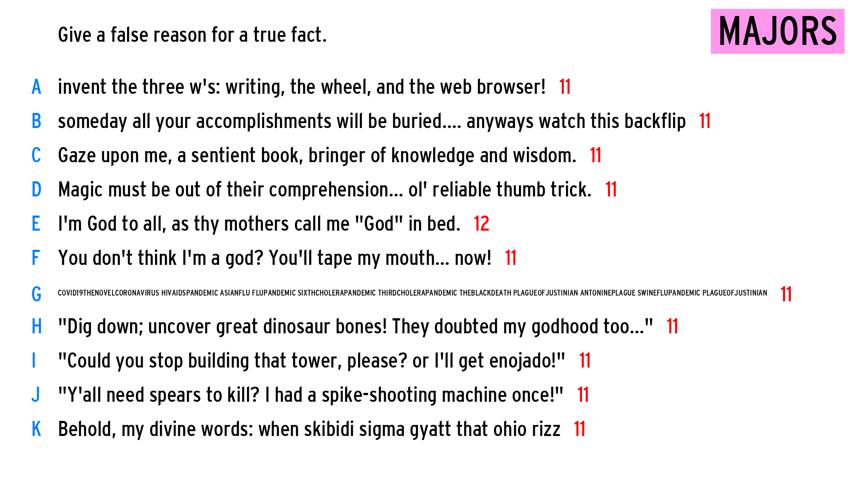 Give a false reason for a true fact.
MAJORS
A invent the three w's: writing, the wheel, and the web browser! 11
B someday all your accomplishments will be buried.... anyways watch this backflip 11
C Gaze upon me, a sentient book, bringer of knowledge and wisdom. 11
D Magic must be out of their comprehension... ol' reliable thumb trick. 11
E I'm God to all, as thy mothers call me "God" in bed. 12
F You don't think I'm a god? You'll tape my mouth... now! 11
G COVID19THENOVELCORONAVIRUS HIVAIDSPANDEMIC ASIANFLU FLUPANDEMIC SIXTHCHOLERAPANDEMIC THIRDCHOLERAPANDEMIC THEBLACKDEATH PLAGUEOFJUSTINIAN ANTONINEPLAGUE SWINEFLUPANDEMIC PLAGUEOFJUSTINIAN 11
H "Dig down; uncover great dinosaur bones! They doubted my godhood too..." 11
I "Could you stop building that tower, please? or I'll get enojado!" 11
J "Y'all need spears to kill? I had a spike-shooting machine once!" 11
K Behold, my divine words: when skibidi sigma gyatt that ohio rizz 11